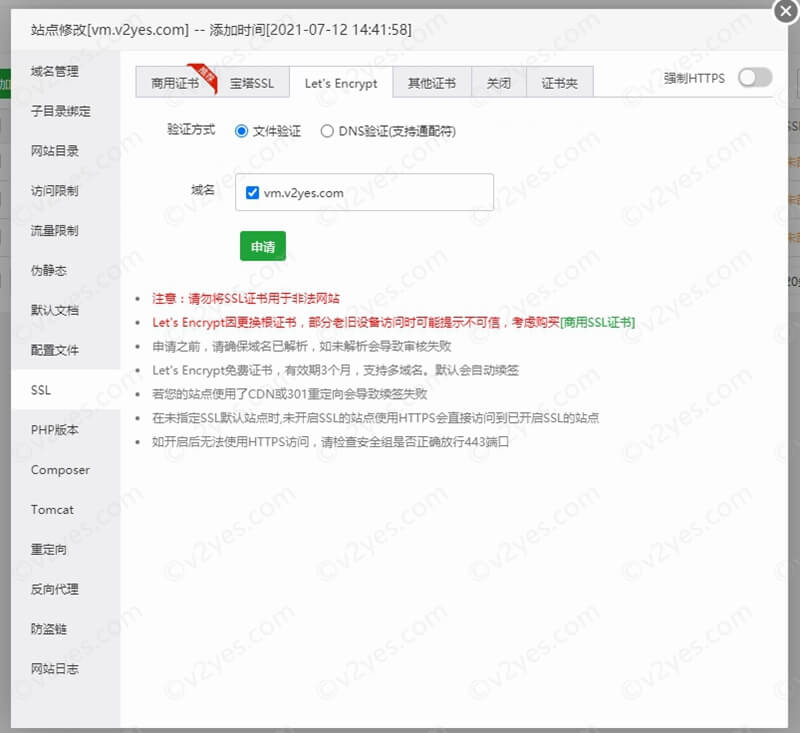 站点修改[vm.v2yes.com] -- 添加时间[2021-07-12 14:41:58]
域名管理
子目录绑定
网站目录
访问限制
流量限制
伪静态
默认文档
配置文件
SSL
PHP版本
Composer
Tomcat
重定向
反向代理
防盗链
网站日志
商用证书
推荐
宝塔SSL
Let's Encrypt
其他证书
关闭
证书夹
强制HTTPS
验证方式
文件验证
DNS验证(支持通配符)
域名
vm.v2yes.com
申请
注意：请勿将SSL证书用于非法网站
Let's Encrypt因更换根证书，部分老旧设备访问时可能提示不可信，考虑购买[商用SSL证书]
申请之前，请确保域名已解析，如未解析会导致审核失败
Let's Encrypt免费证书，有效期3个月，支持多域名。默认会自动续签
若您的站点使用了CDN或301重定向会导致续签失败
在未指定SSL默认站点时,未开启SSL的站点使用HTTPS会直接访问到已开启SSL的站点
如开启后无法使用HTTPS访问，请检查安全组是否正确放行443端口
©v2yes.com